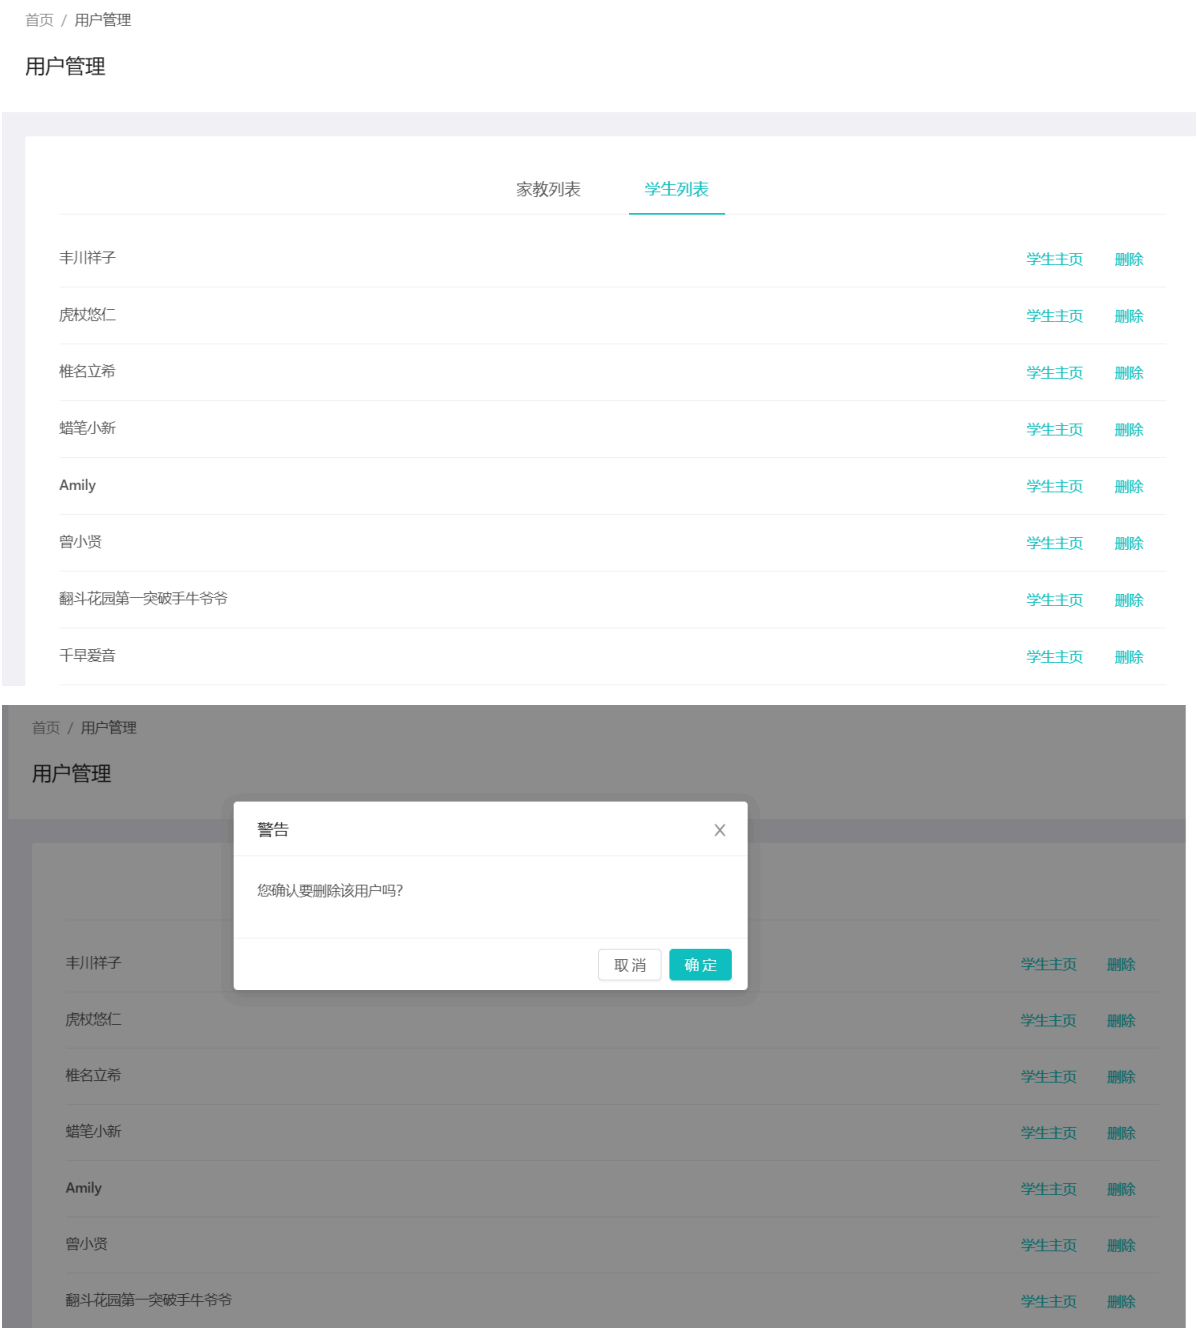 首页 / 用户管理
用户管理
家教列表 学生列表
丰川祥子 学生主页 删除
虎杖悠仁 学生主页 删除
椎名立希 学生主页 删除
蜡笔小新 学生主页 删除
Amily 学生主页 删除
曾小贤 学生主页 删除
翻斗花园第一突破手牛爷爷 学生主页 删除
千早爱音 学生主页 删除
首页 / 用户管理
用户管理
警告 X
您确认要删除该用户吗?
取消 确定
丰川祥子 学生主页 删除
虎杖悠仁 学生主页 删除
椎名立希 学生主页 删除
蜡笔小新 学生主页 删除
Amily 学生主页 删除
曾小贤 学生主页 删除
翻斗花园第一突破手牛爷爷 学生主页 删除